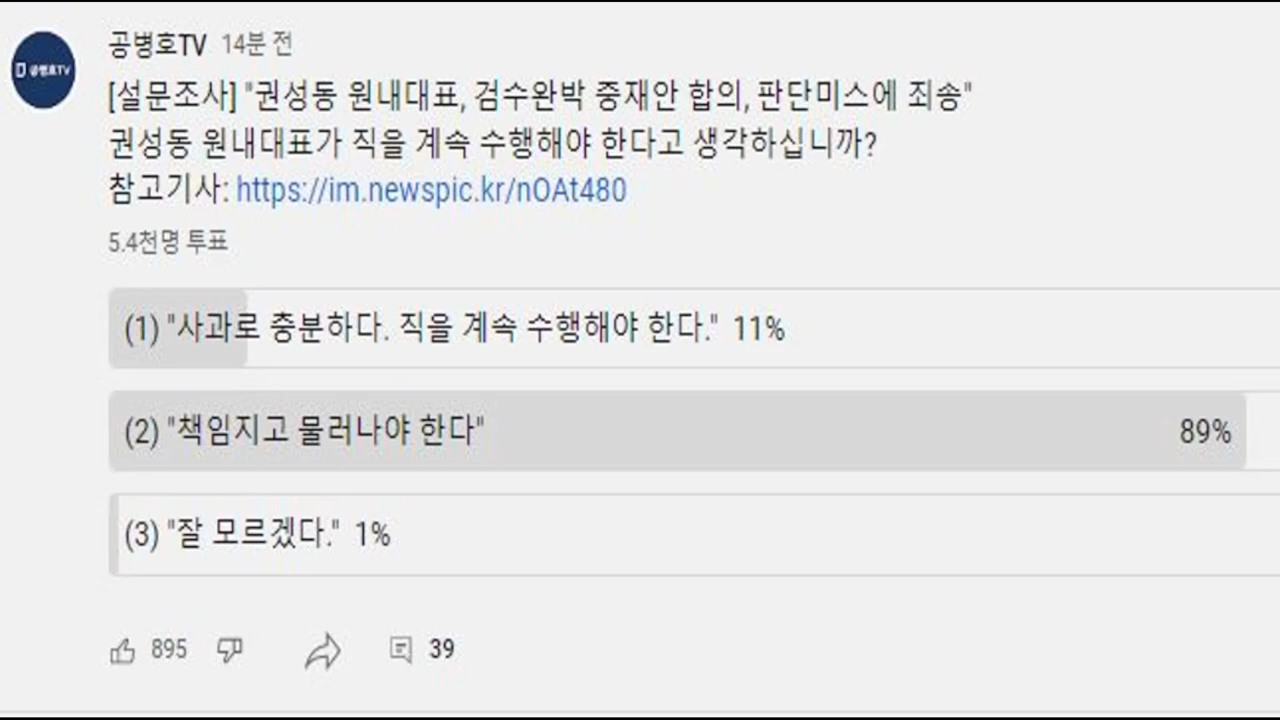 공병호TV 14분 전
공병호TV
[설문조사] "권성동 원내대표, 검수완박 중재안 합의, 판단미스에 죄송"
권성동 원내대표가 직을 계속 수행해야 한다고 생각하십니까?
참고기사: https://im.newspic.kr/nOAt480
5.4천명 투표
(1) "사과로 충분하다. 직을 계속 수행해야 한다." 11%
(2) "책임지고 물러나야 한다" 89%
(3) "잘 모르겠다." 1%
895 39